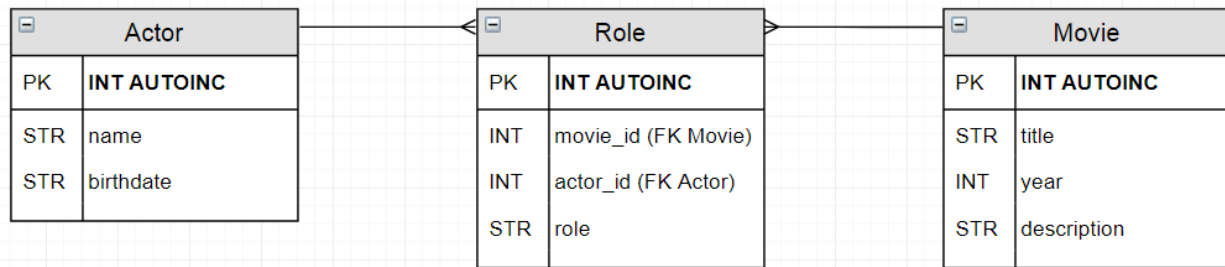 Actor
PK INT AUTOINC
STR name
STR birthdate
Role
PK INT AUTOINC
INT movie_id (FK Movie)
INT actor_id (FK Actor)
STR role
Movie
PK INT AUTOINC
STR title
INT year
STR description